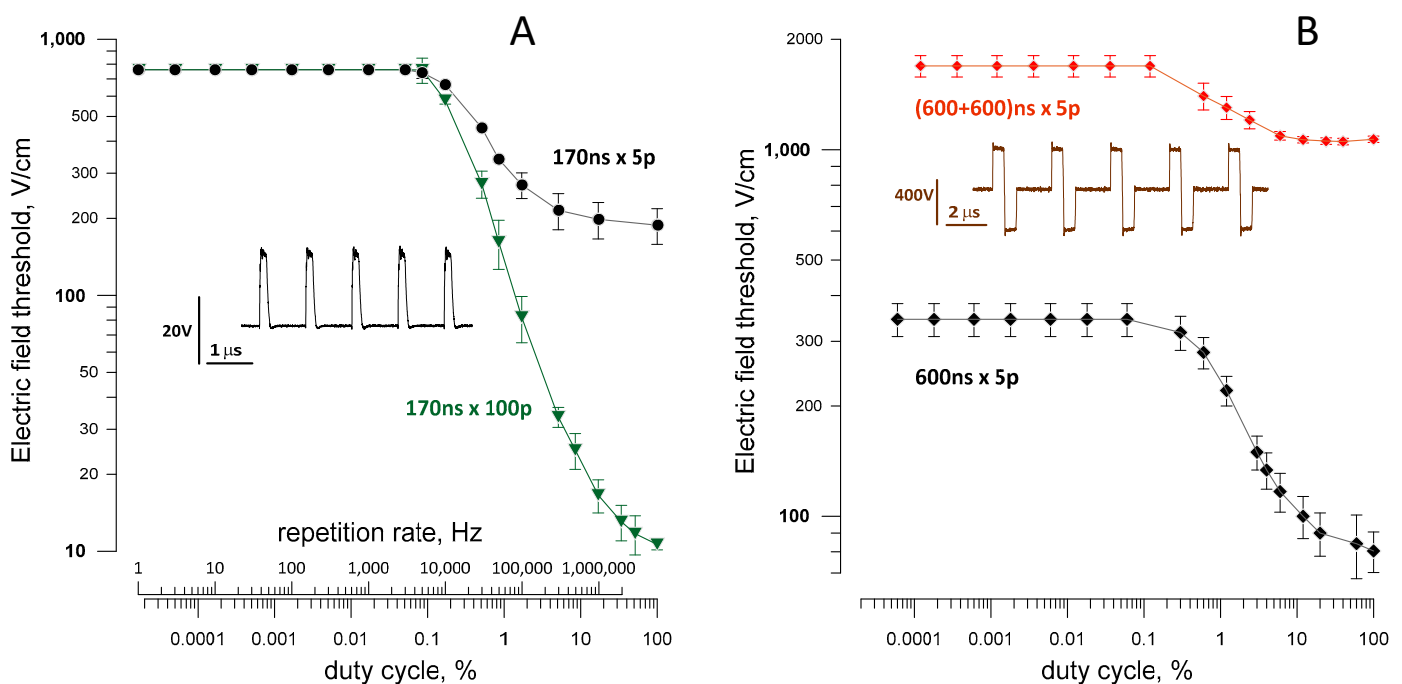 A
Electric field threshold, V/cm
1,000
500
300
200
100
50
30
20
10
170ns x 5p
170ns x 100p
20V
1 μs
repetition rate, Hz
1 10 100 1,000 10,000 100,000 1,000,000
0.0001 0.001 0.01 0.1 1 10 100
duty cycle, %
B
Electric field threshold, V/cm
2000
1,000
500
300
200
100
(600+600)ns x 5p
400V
2 μs
600ns x 5p
0.0001 0.001 0.01 0.1 1 10 100
duty cycle, %